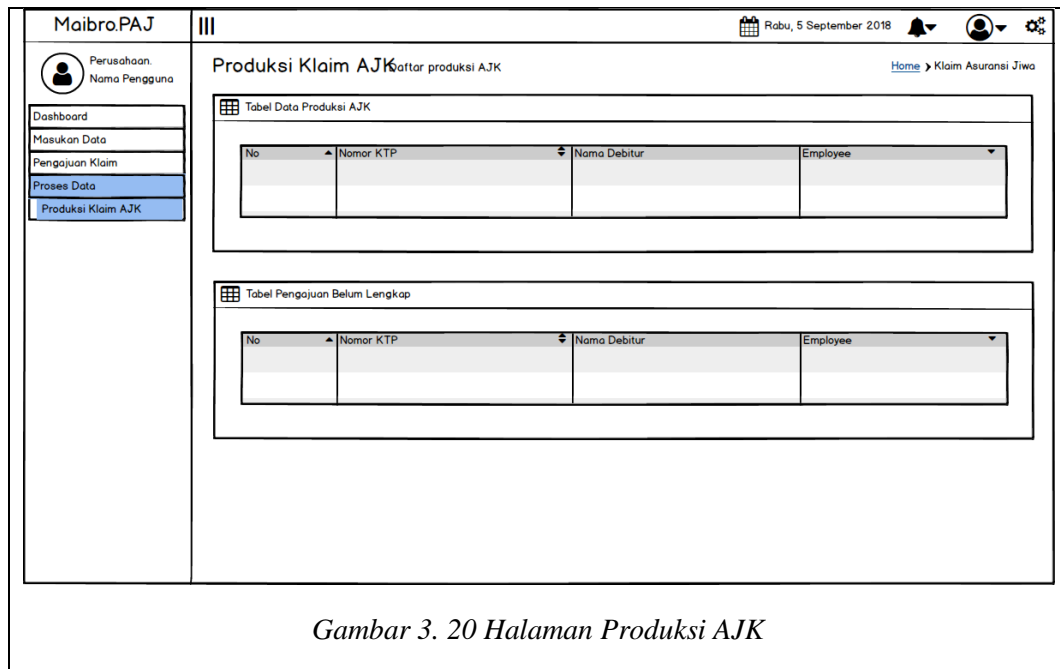 Maibro.PAJ
Rabu, 5 September 2018
Perusahaan.
Nama Pengguna
Dashboard
Masukan Data
Pengajuan Klaim
Proses Data
Produksi Klaim AJK
Produksi Klaim AJK
Daftar produksi AJK
Home > Klaim Asuransi Jiwa
Tabel Data Produksi AJK
No Nomor KTP Nama Debitur Employee
Tabel Pengajuan Belum Lengkap
No Nomor KTP Nama Debitur Employee
Gambar 3. 20 Halaman Produksi AJK